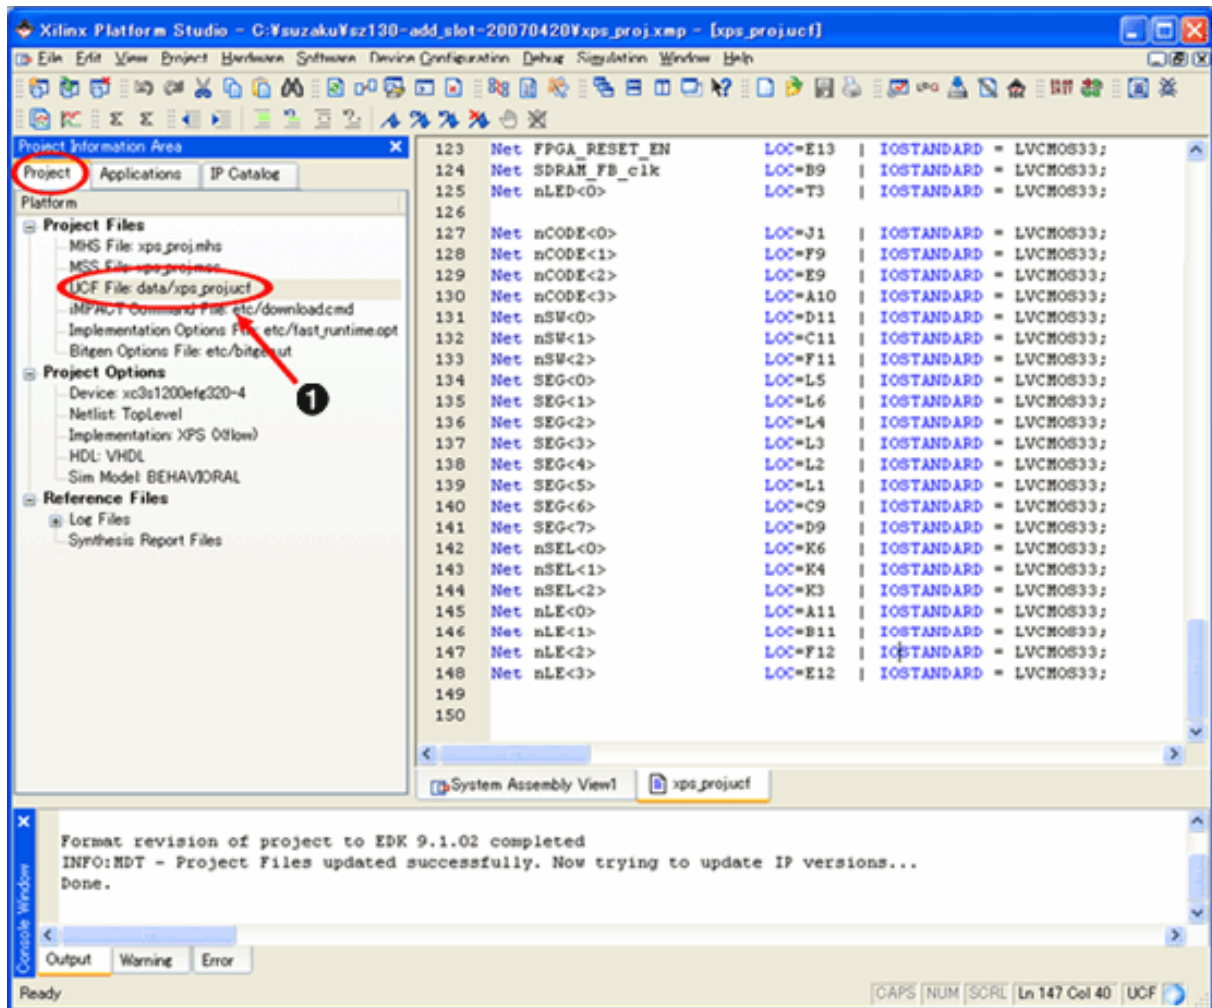 Xilinx Platform Studio - C:¥suzaku¥sz130-add_slot-20070420¥xps_proj.xmp - [xps_proj.ucf]
File Edit View Project Hardware Software Device Configuration Debug Simulation Window Help
Project Information Area
Project Applications IP Catalog
Platform
Project Files
MHS File: xps_proj.mhs
MSS File: xps_proj.mss
UCF File: data/xps_proj.ucf
iMPACT Command File: etc/download.cmd
Implementation Options File: etc/fast_runtime.opt
Bitgen Options File: etc/bitgen.ut
Project Options
Device: xc3s1200efg320-4
Netlist: TopLevel
Implementation: XPS (Xflow)
HDL: VHDL
Sim Model: BEHAVIORAL
Reference Files
Log Files
Synthesis Report Files
1
123 Net FPGA_RESET_EN LOC=E13 | IOSTANDARD = LVCMOS33;
124 Net SDRAM_FB_clk LOC=B9 | IOSTANDARD = LVCMOS33;
125 Net nLED<0> LOC=T3 | IOSTANDARD = LVCMOS33;
126
127 Net nCODE<0> LOC=J1 | IOSTANDARD = LVCMOS33;
128 Net nCODE<1> LOC=F9 | IOSTANDARD = LVCMOS33;
129 Net nCODE<2> LOC=E9 | IOSTANDARD = LVCMOS33;
130 Net nCODE<3> LOC=A10 | IOSTANDARD = LVCMOS33;
131 Net nSW<0> LOC=D11 | IOSTANDARD = LVCMOS33;
132 Net nSW<1> LOC=C11 | IOSTANDARD = LVCMOS33;
133 Net nSW<2> LOC=F11 | IOSTANDARD = LVCMOS33;
134 Net SEG<0> LOC=L5 | IOSTANDARD = LVCMOS33;
135 Net SEG<1> LOC=L6 | IOSTANDARD = LVCMOS33;
136 Net SEG<2> LOC=L4 | IOSTANDARD = LVCMOS33;
137 Net SEG<3> LOC=L3 | IOSTANDARD = LVCMOS33;
138 Net SEG<4> LOC=L2 | IOSTANDARD = LVCMOS33;
139 Net SEG<5> LOC=L1 | IOSTANDARD = LVCMOS33;
140 Net SEG<6> LOC=C9 | IOSTANDARD = LVCMOS33;
141 Net SEG<7> LOC=D9 | IOSTANDARD = LVCMOS33;
142 Net nSEL<0> LOC=K6 | IOSTANDARD = LVCMOS33;
143 Net nSEL<1> LOC=K4 | IOSTANDARD = LVCMOS33;
144 Net nSEL<2> LOC=K3 | IOSTANDARD = LVCMOS33;
145 Net nLE<0> LOC=A11 | IOSTANDARD = LVCMOS33;
146 Net nLE<1> LOC=B11 | IOSTANDARD = LVCMOS33;
147 Net nLE<2> LOC=F12 | IOSTANDARD = LVCMOS33;
148 Net nLE<3> LOC=E12 | IOSTANDARD = LVCMOS33;
149
150
System Assembly View1 xps_proj.ucf
Format revision of project to EDK 9.1.02 completed
INFO:MDT - Project Files updated successfully. Now trying to update IP versions...
Done.
Console Window
Output Warning Error
Ready CAPS NUM SCRL Ln 147 Col 40 UCF